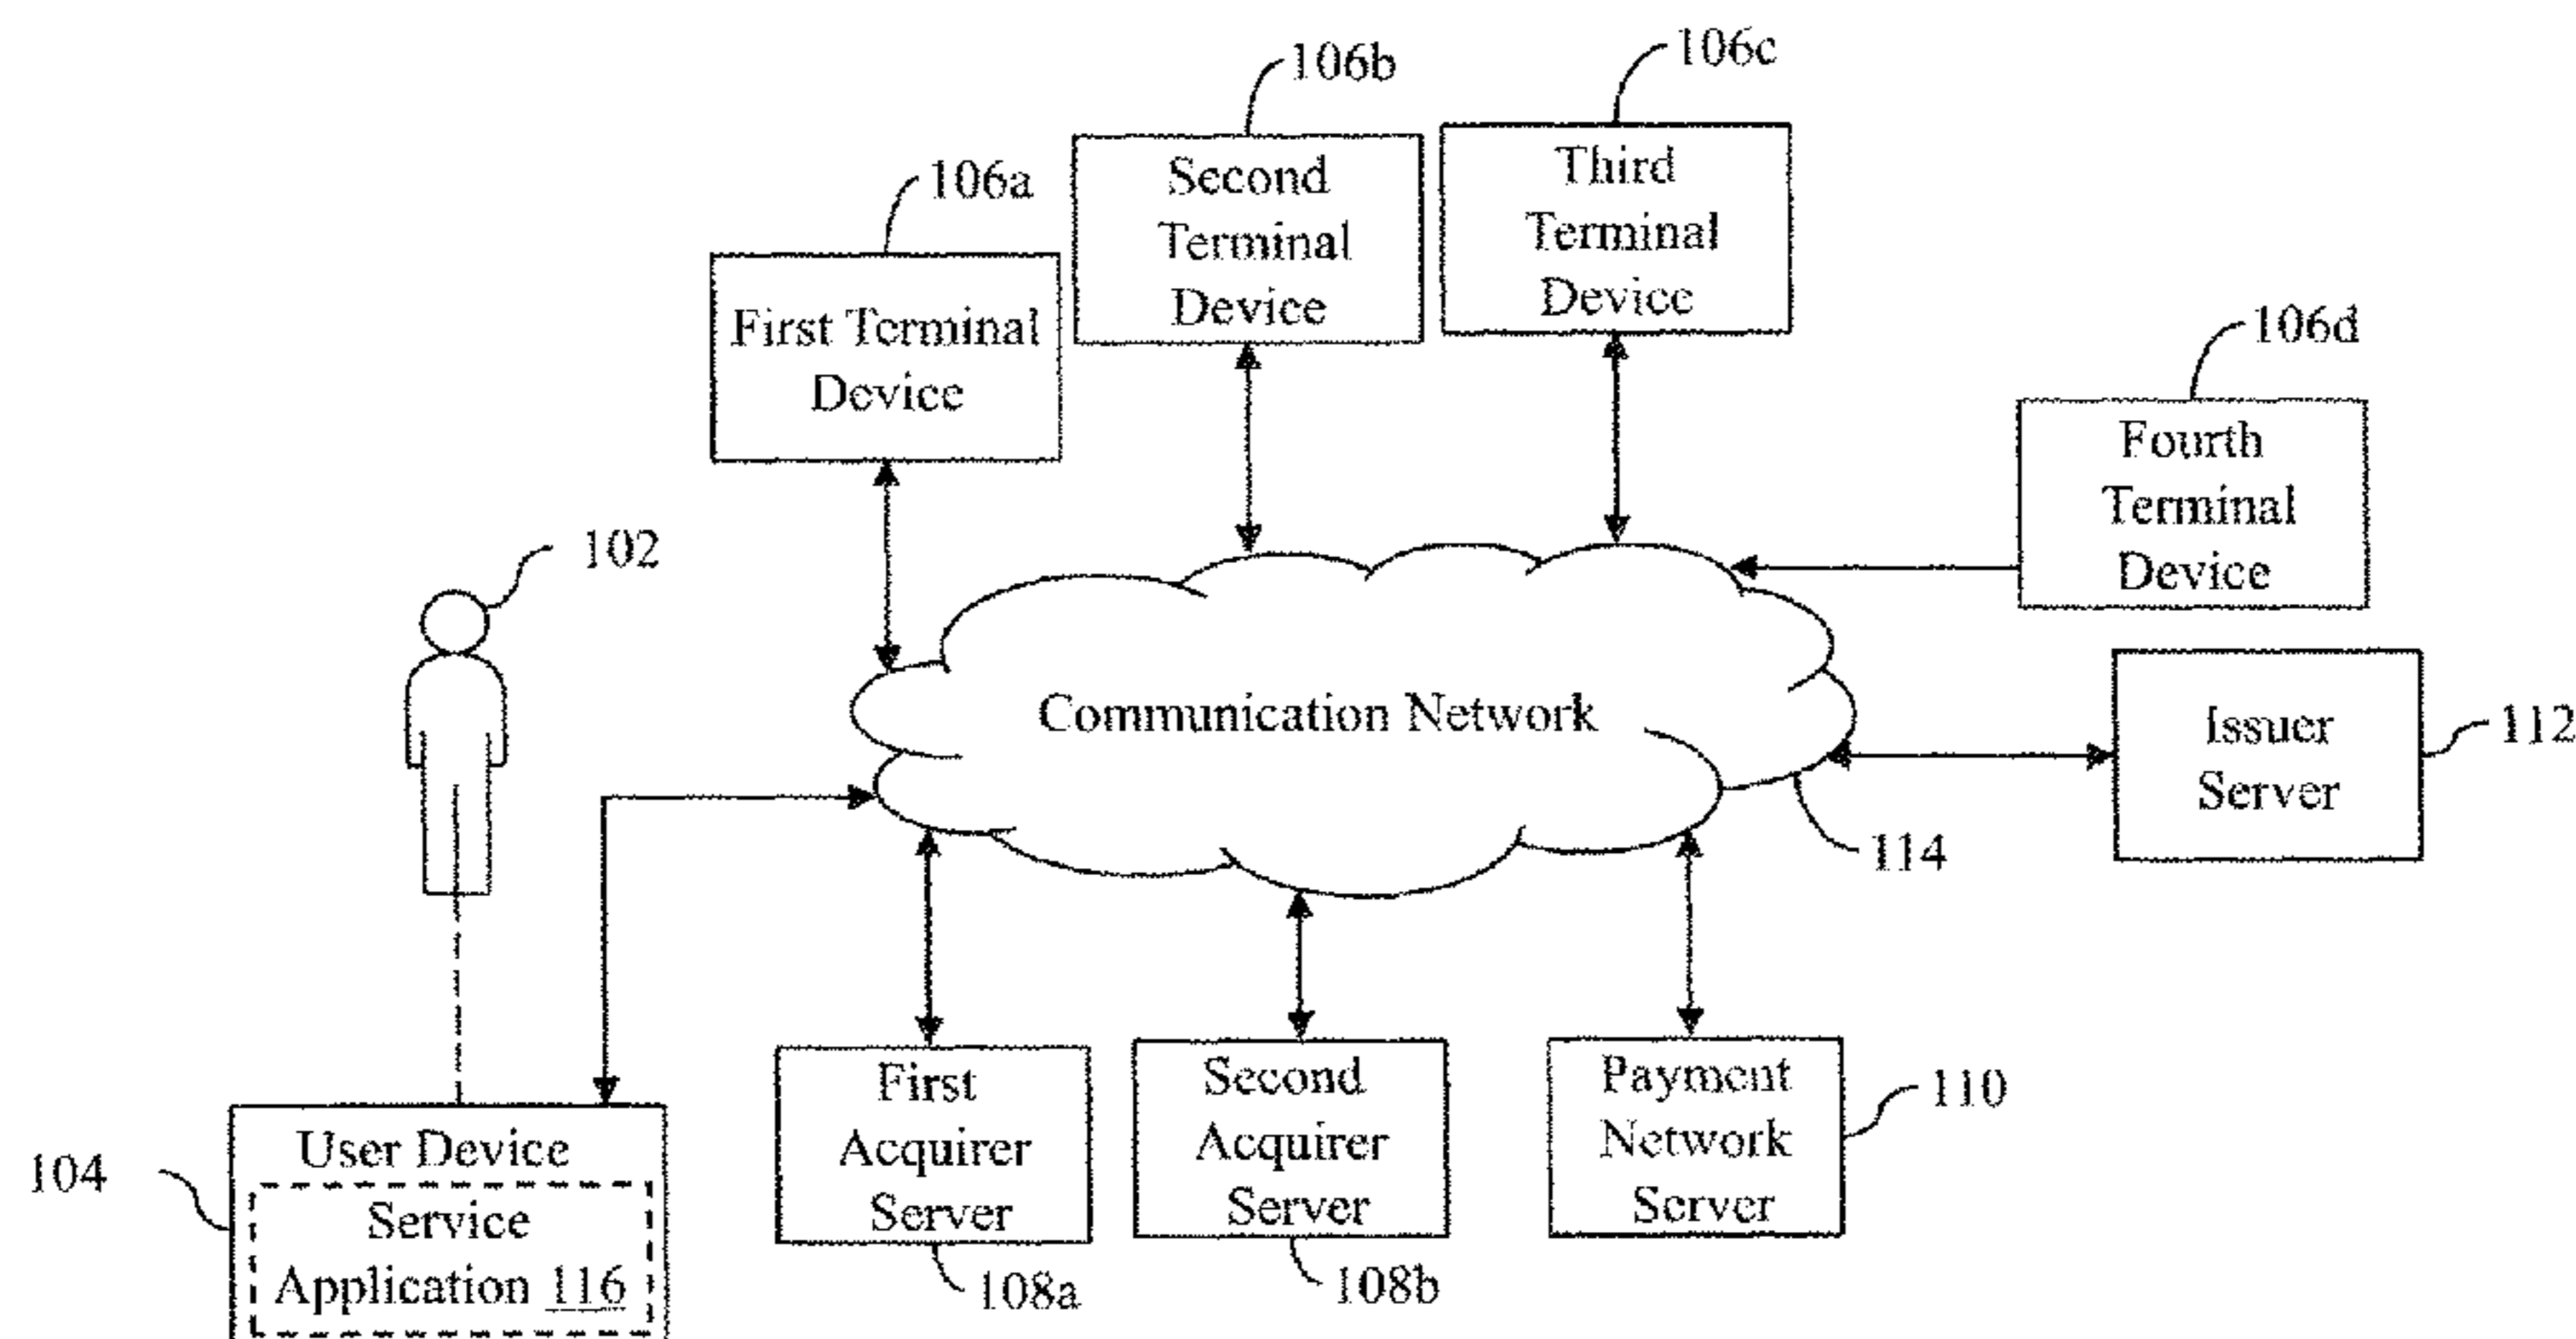 106c
106b
106a
Second
Terminal
Device
Third
Terminal
Device
First Terminal
Device
106d
Fourth
Terminal
Device
102
Communication Network
Issuer
Server
112
114
User Device
Service
Application 116
104
First
Acquirer
Server
108a
Second
Acquirer
Server
108b
Payment
Network
Server
110